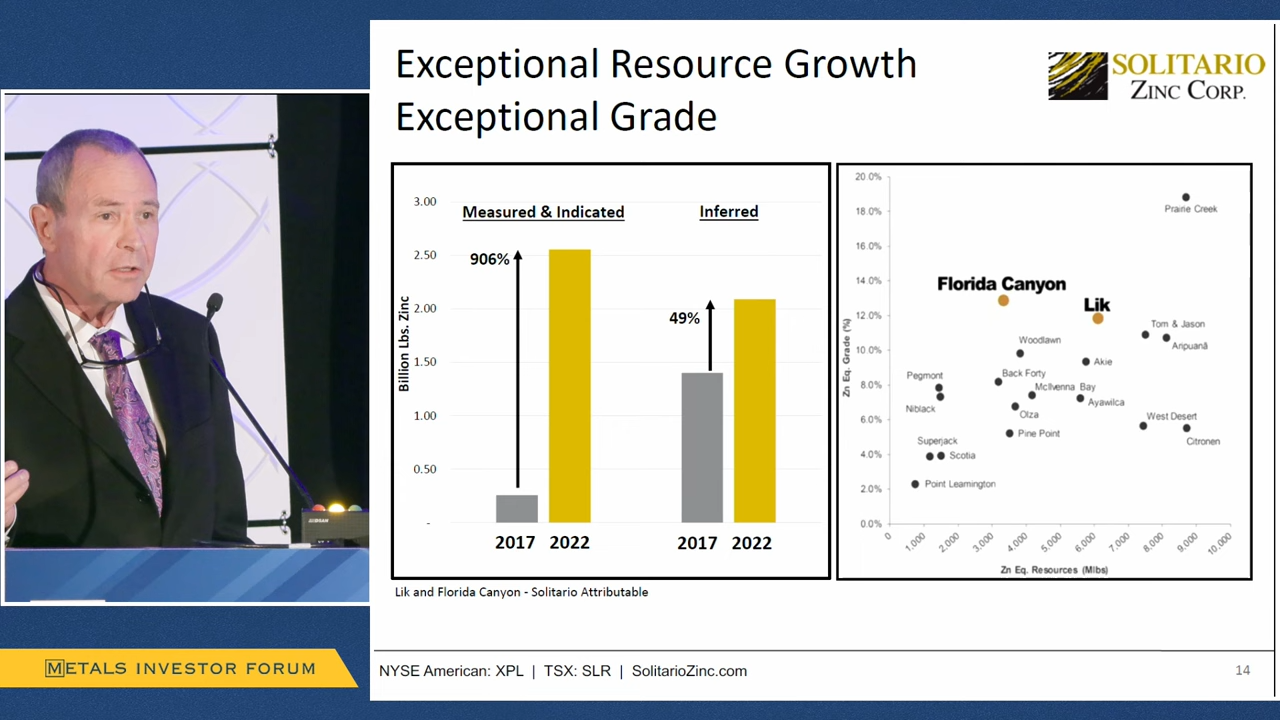 Exceptional Resource Growth
Exceptional Grade
SOLITARIO
ZINC CORP.
3.00
2.50
2.00
1.50
1.00
0.50
-
Billion Lbs. Zinc
Measured & Indicated
Inferred
906%
49%
2017 2022
2017 2022
20.0%
18.0%
16.0%
14.0%
12.0%
10.0%
8.0%
6.0%
4.0%
2.0%
0.0%
Zn Eq. Grade (%)
Prairie Creek
Florida Canyon
Lik
Tom & Jason
Woodlawn
Aripuanã
Akie
Back Forty
Pegmont
McIlvenna Bay
Ayawilca
Niblack
Olza
West Desert
Pine Point
Citronen
Superjack
Scotia
Point Leamington
0
1,000
2,000
3,000
4,000
5,000
6,000
7,000
8,000
9,000
10,000
Zn Eq. Resources (Mlbs)
Lik and Florida Canyon - Solitario Attributable
METALS INVESTOR FORUM
NYSE American: XPL | TSX: SLR | SolitarioZinc.com
14